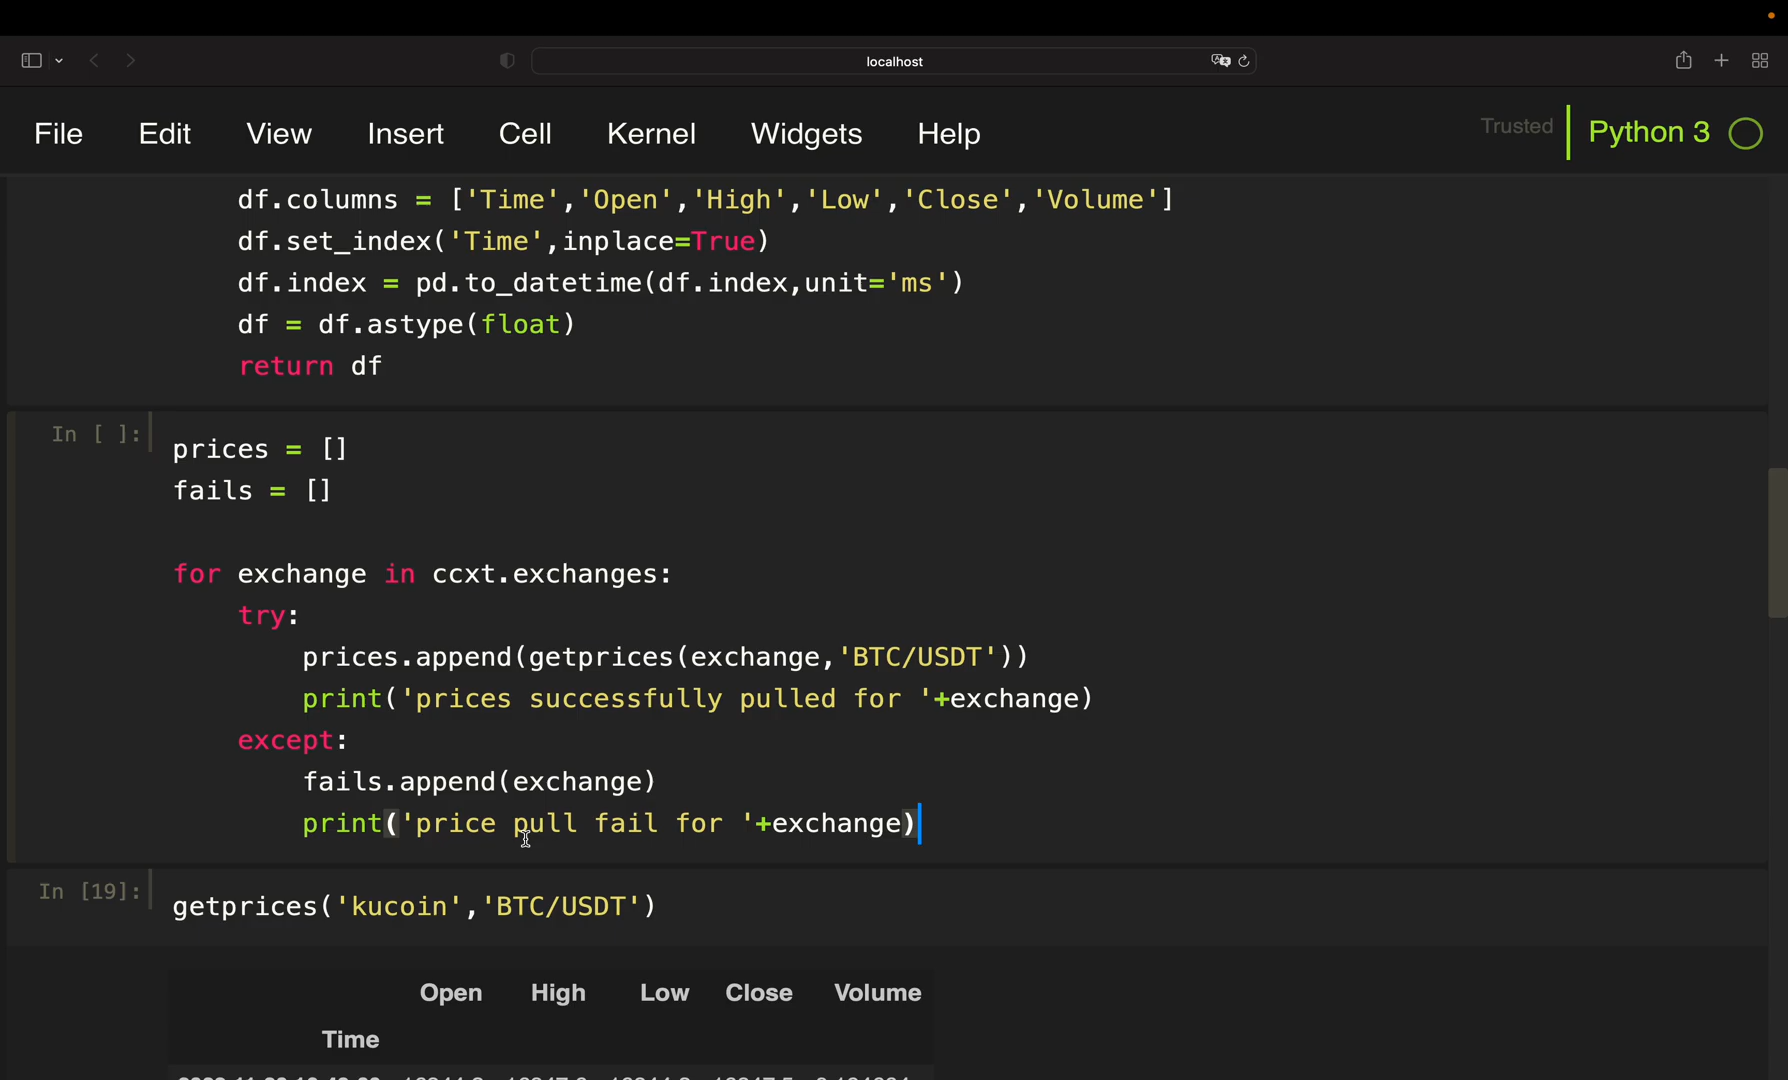 localhost
File Edit View Insert Cell Kernel Widgets Help Trusted Python 3
df.columns = ['Time','Open','High','Low','Close','Volume']
df.set_index('Time',inplace=True)
df.index = pd.to_datetime(df.index,unit='ms')
df = df.astype(float)
return df
In [ ]:
prices = []
fails = []
for exchange in ccxt.exchanges:
try:
prices.append(getprices(exchange,'BTC/USDT'))
print('prices successfully pulled for '+exchange)
except:
fails.append(exchange)
print('price pull fail for '+exchange)
In [19]:
getprices('kucoin','BTC/USDT')
Open High Low Close Volume
Time